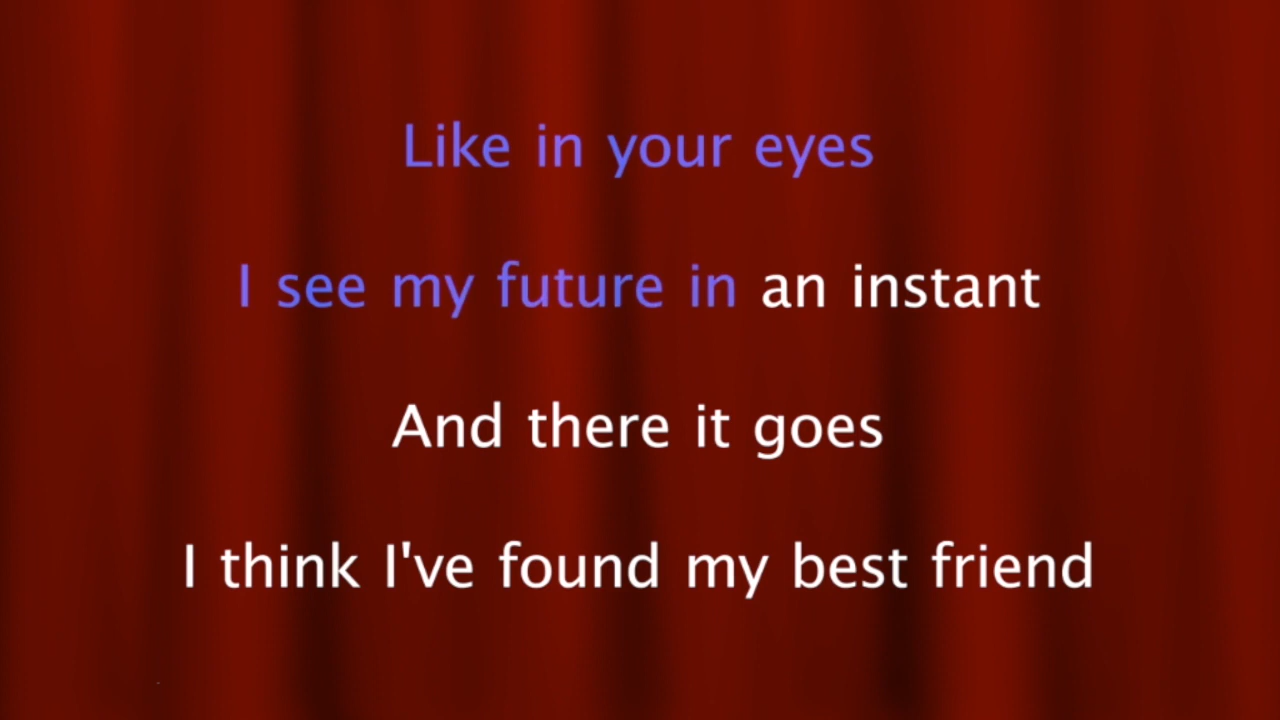 Like in your eyes
I see my future in an instant
And there it goes
I think I've found my best friend